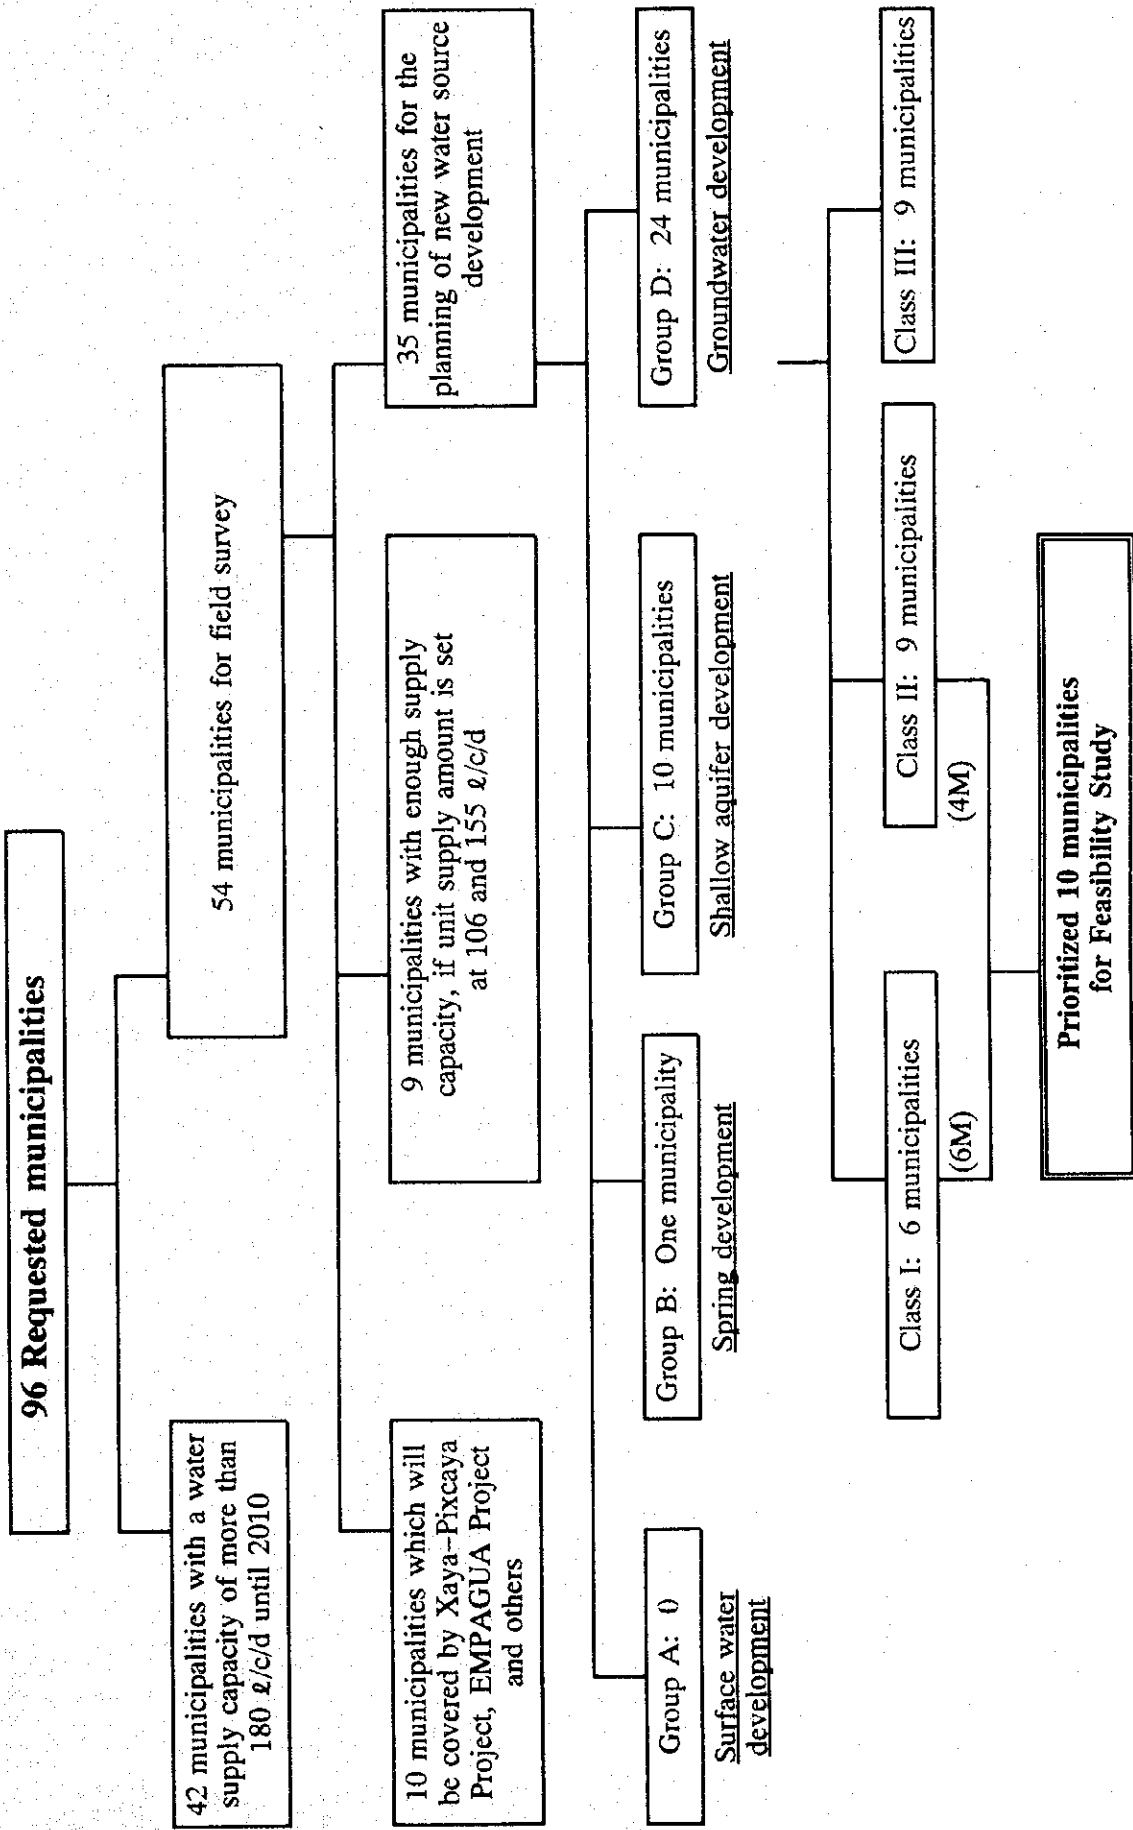 96 Requested municipalities
42 municipalities with a water
supply capacity of more than
180 ℓ/c/d until 2010
54 municipalities for field survey
10 municipalities which will
be covered by Xaya-Pixcaya
Project, EMPAGUA Project
and others
9 municipalities with enough supply
capacity, if unit supply amount is set
at 106 and 155 ℓ/c/d
35 municipalities for the
planning of new water source
development
Group A: 0
Surface water
development
Group B: One municipality
Spring development
Group C: 10 municipalities
Shallow aquifer development
Group D: 24 municipalities
Groundwater development
Class I: 6 municipalities
(6M)
Class II: 9 municipalities
(4M)
Class III: 9 municipalities
Prioritized 10 municipalities
for Feasibility Study